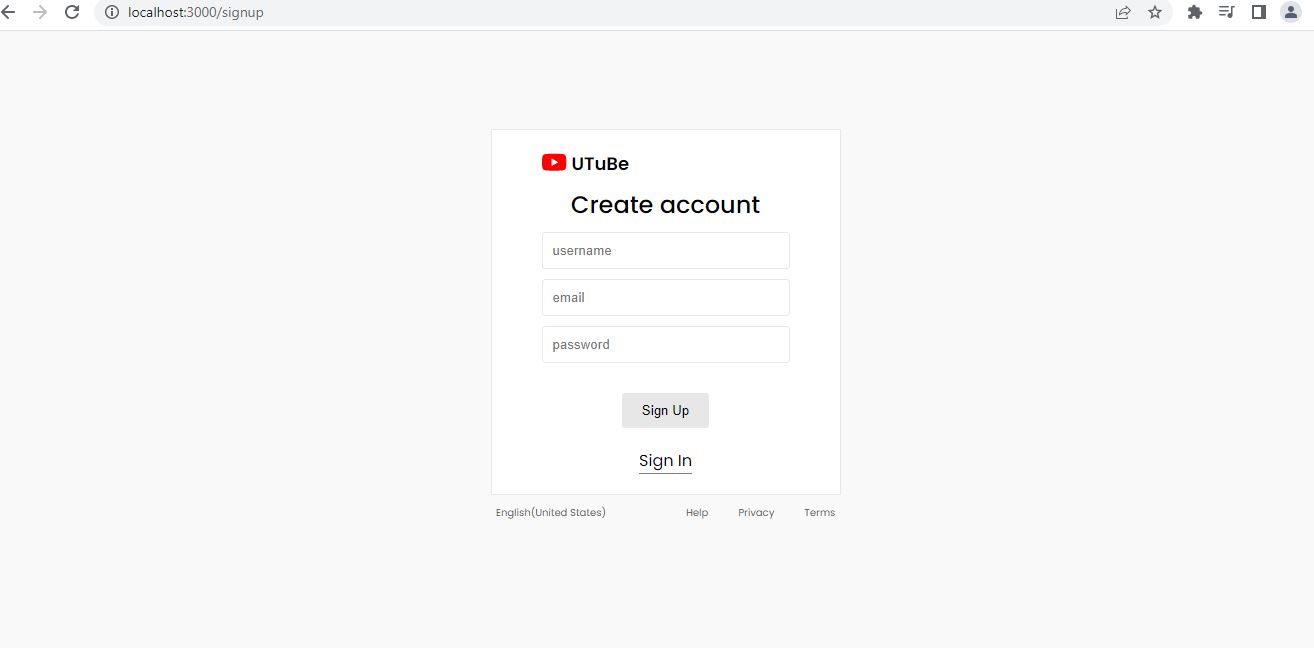 localhost:3000/signup
UTuBe
Create account
username
email
password
Sign Up
Sign In
English(United States) Help Privacy Terms